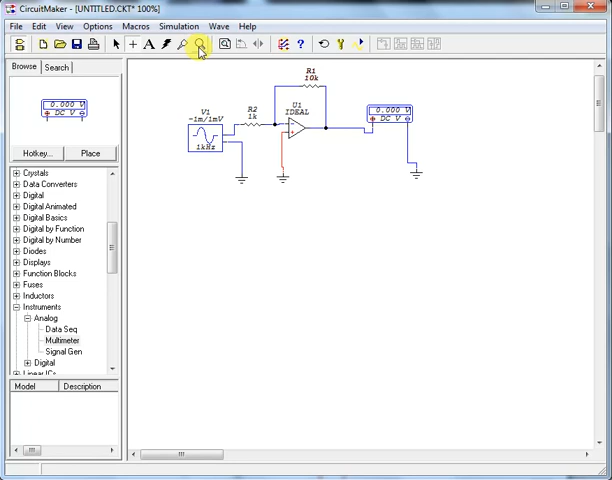 CircuitMaker - [UNTITLED.CKT* 100%]
File Edit View Options Macros Simulation Wave Help
A
?
Browse Search
0.000 V
DC V
Hotkey... Place
Crystals
Data Converters
Digital
Digital Animated
Digital Basics
Digital by Function
Digital by Number
Diodes
Displays
Function Blocks
Fuses
Inductors
Instruments
Analog
Data Seq
Multimeter
Signal Gen
Digital
Linear ICs
Model Description
R1
10k
V1
-1m/1mV
1kHz
R2
1k
U1
IDEAL
0.000 V
DC V